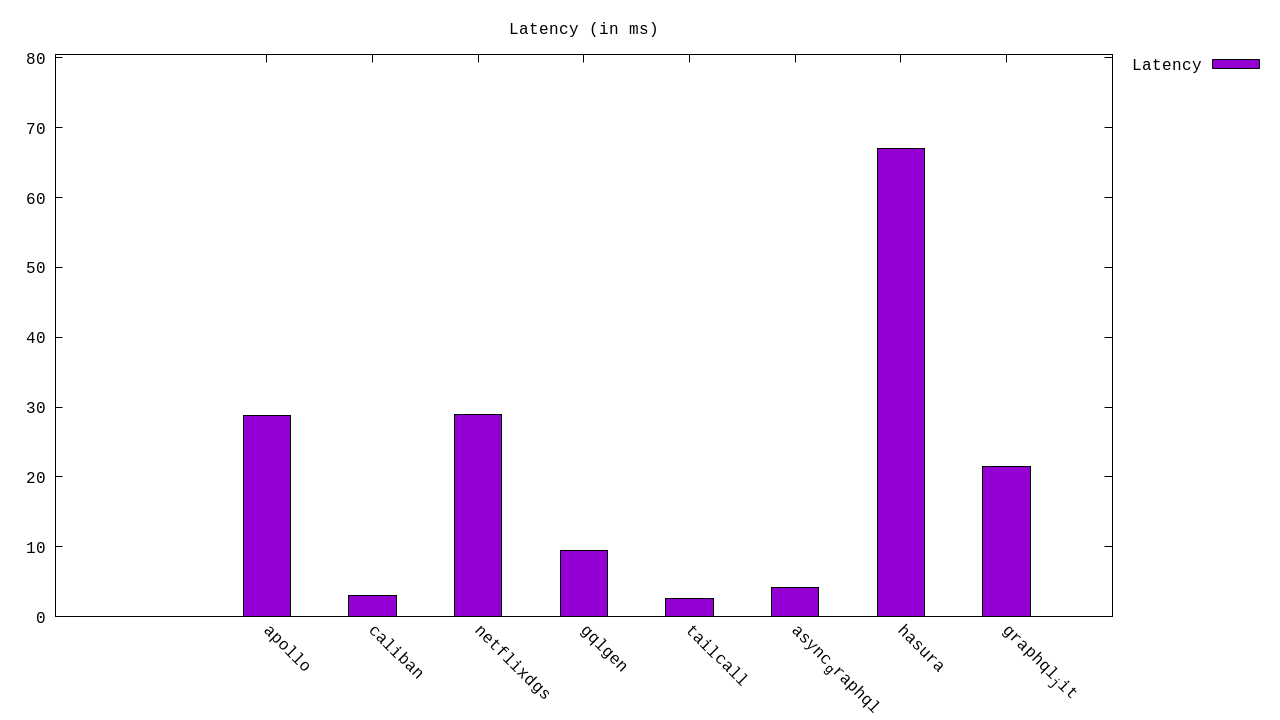 Latency (in ms)
Latency
80
70
60
50
40
30
20
10
0
apollo
caliban
netflixdgs
gqlgen
tailcall
async_graphql
hasura
graphql_jit